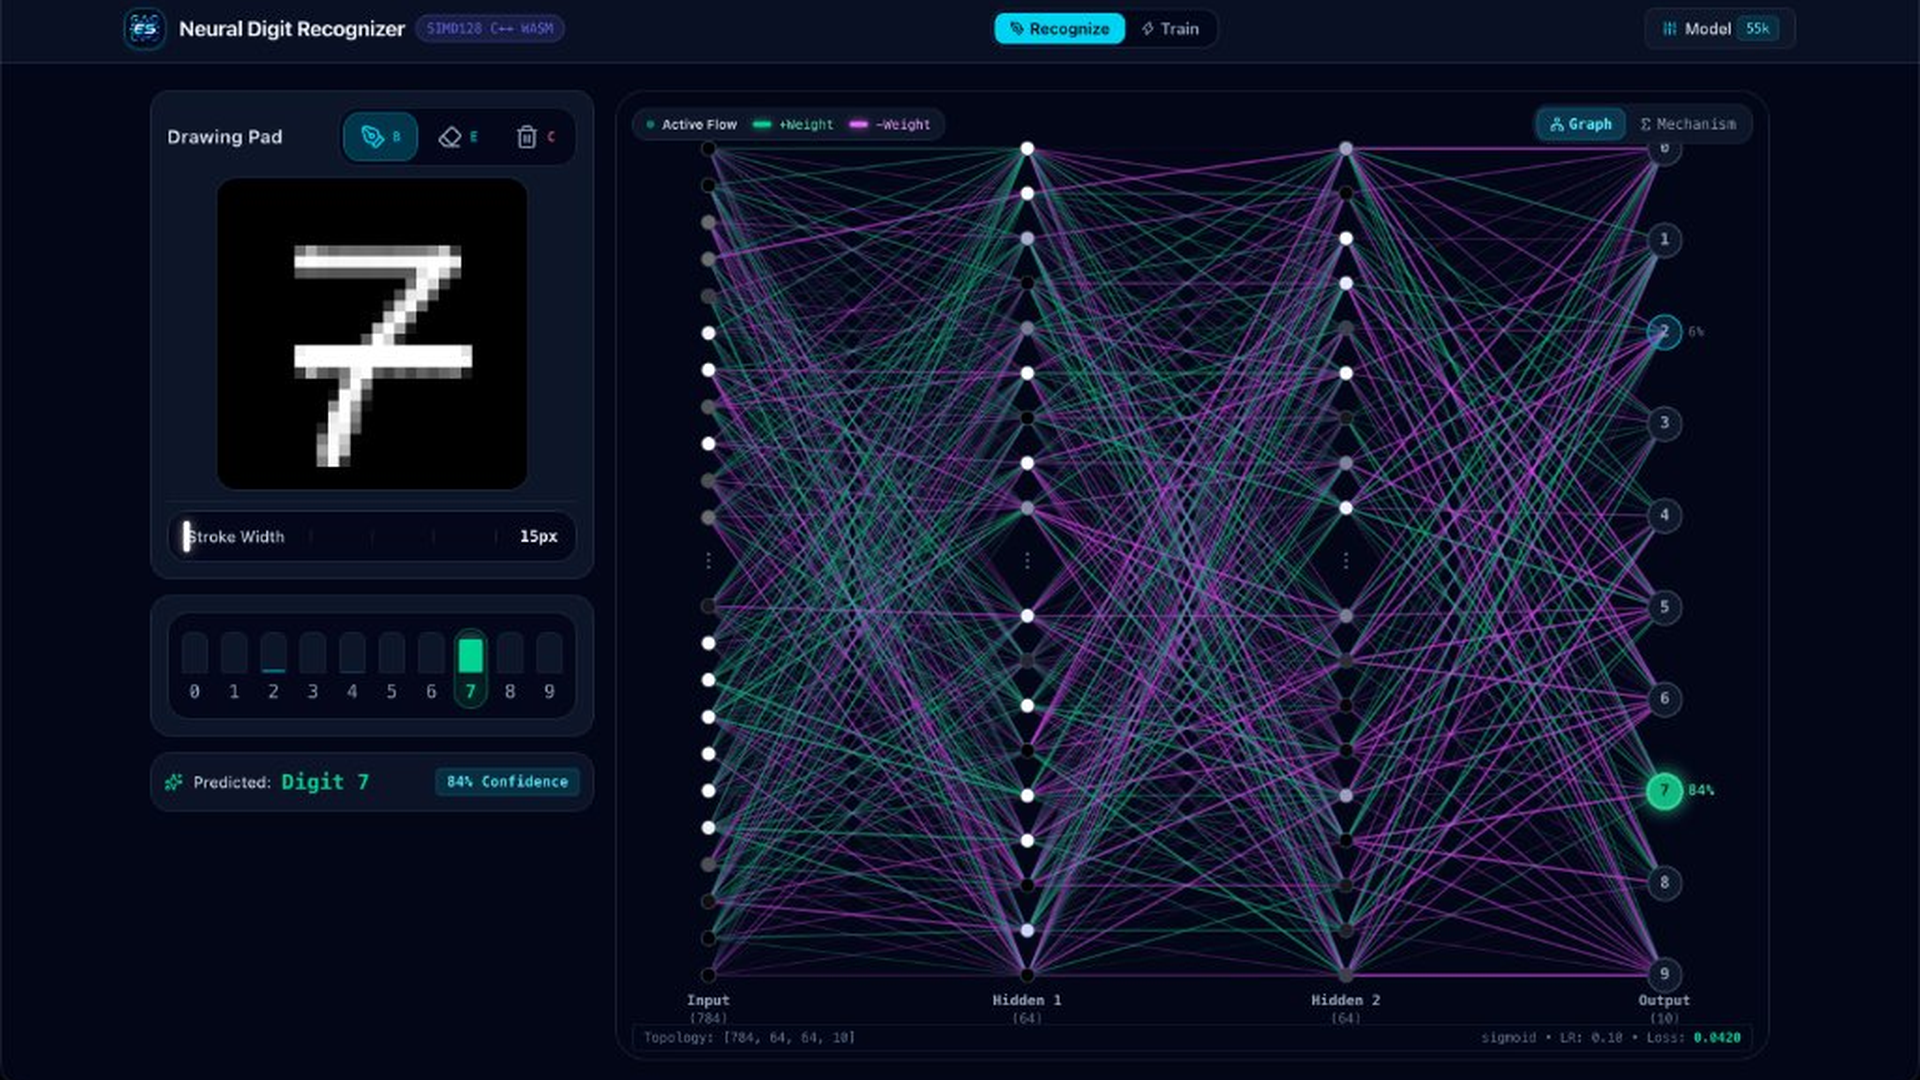 ES Neural Digit Recognizer SIMD128 C++ WASM Recognize Train Model 55k
Drawing Pad B E C
Stroke Width 15px
0 1 2 3 4 5 6 7 8 9
Predicted: Digit 7 84% Confidence
Active Flow +Weight −Weight Graph Σ Mechanism
0
1
2 6%
3
4
5
6
7 84%
8
9
Input Hidden 1 Hidden 2 Output
(784) (64) (64) (10)
Topology: [784, 64, 64, 10] sigmoid • LR: 0.10 • Loss: 0.0420